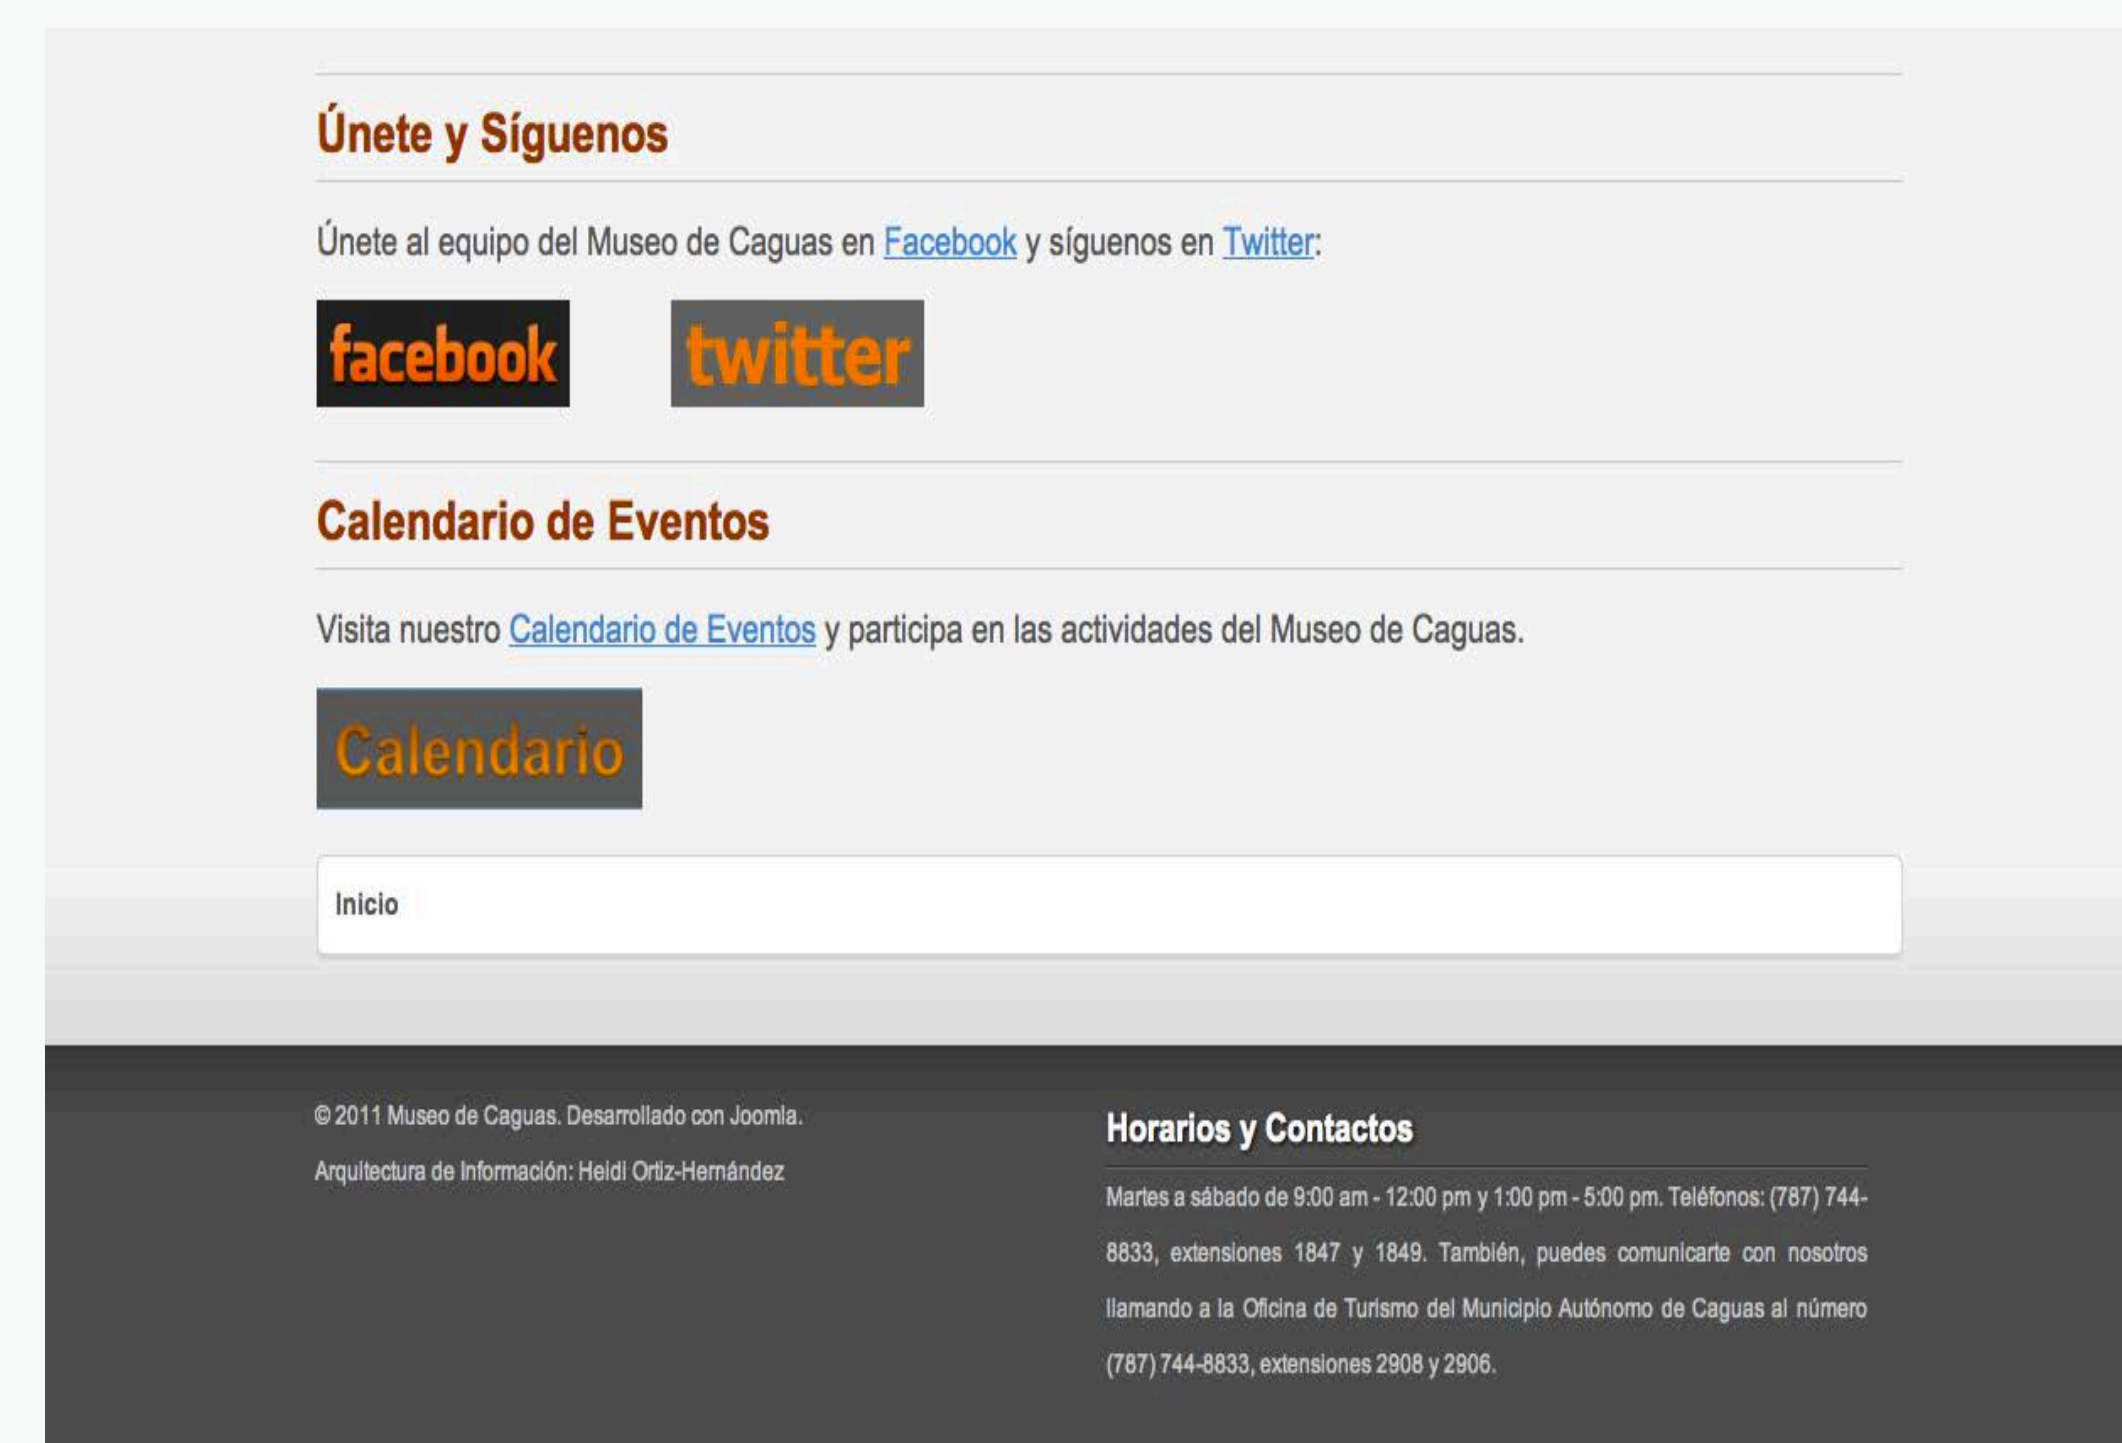 Únete y Síguenos
Únete al equipo del Museo de Caguas en Facebook y síguenos en Twitter:
facebook
twitter
Calendario de Eventos
Visita nuestro Calendario de Eventos y participa en las actividades del Museo de Caguas.
Calendario
Inicio
© 2011 Museo de Caguas. Desarrollado con Joomla.
Arquitectura de Información: Heidi Ortiz-Hernández
Horarios y Contactos
Martes a sábado de 9:00 am - 12:00 pm y 1:00 pm - 5:00 pm. Teléfonos: (787) 744-
8833, extensiones 1847 y 1849. También, puedes comunicarte con nosotros
llamando a la Oficina de Turismo del Municipio Autónomo de Caguas al número
(787) 744-8833, extensiones 2908 y 2906.